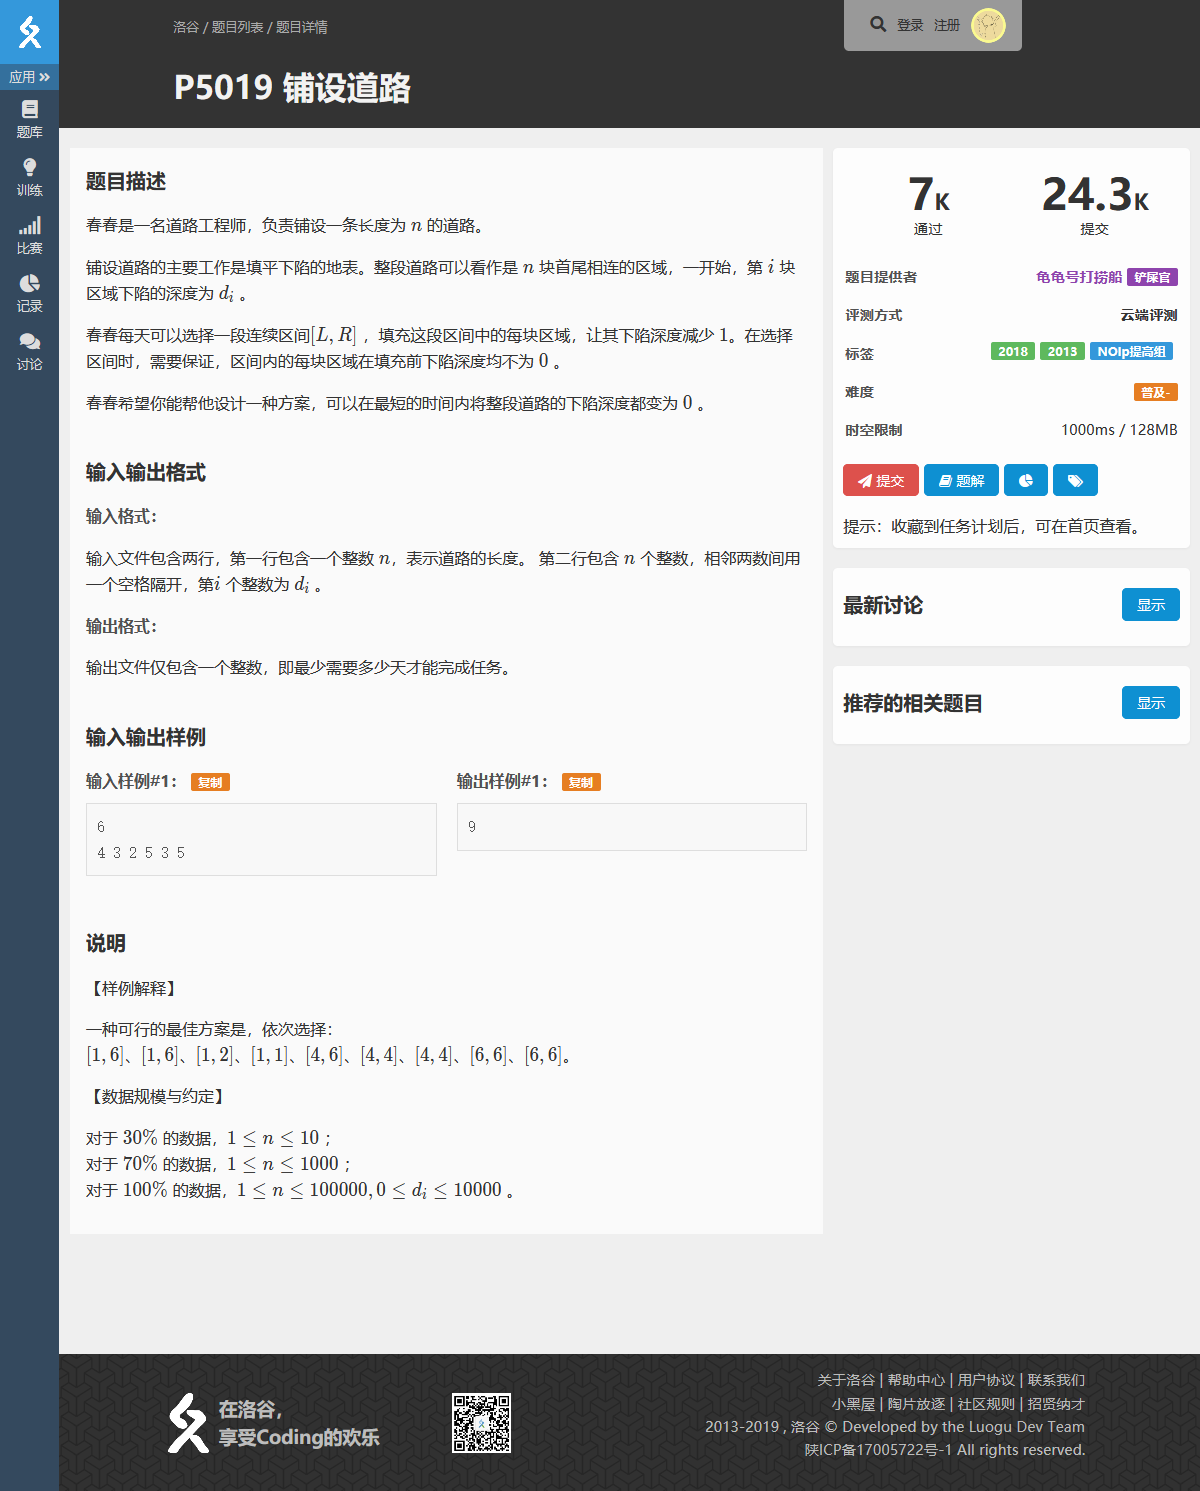 洛谷 / 题目列表 / 题目详情
登录 注册
应用
P5019 铺设道路
题库
训练
比赛
记录
讨论
题目描述
春春是一名道路工程师，负责铺设一条长度为 n 的道路。
铺设道路的主要工作是填平下陷的地表。整段道路可以看作是 n 块首尾相连的区域，一开始，第 i 块
区域下陷的深度为 d_i 。
春春每天可以选择一段连续区间[L, R] ，填充这段区间中的每块区域，让其下陷深度减少 1。在选择
区间时，需要保证，区间内的每块区域在填充前下陷深度均不为 0 。
春春希望你能帮他设计一种方案，可以在最短的时间内将整段道路的下陷深度都变为 0 。
输入输出格式
输入格式：
输入文件包含两行，第一行包含一个整数 n，表示道路的长度。 第二行包含 n 个整数，相邻两数间用
一个空格隔开，第i 个整数为 d_i 。
输出格式：
输出文件仅包含一个整数，即最少需要多少天才能完成任务。
输入输出样例
输入样例#1： 复制
6
4 3 2 5 3 5
输出样例#1： 复制
9
说明
【样例解释】
一种可行的最佳方案是，依次选择：
[1, 6]、[1, 6]、[1, 2]、[1, 1]、[4, 6]、[4, 4]、[4, 4]、[6, 6]、[6, 6]。
【数据规模与约定】
对于 30% 的数据，1 ≤ n ≤ 10 ；
对于 70% 的数据，1 ≤ n ≤ 1000 ；
对于 100% 的数据，1 ≤ n ≤ 100000, 0 ≤ d_i ≤ 10000 。
7K 24.3K
通过 提交
题目提供者 龟龟号打捞船 铲屎官
评测方式 云端评测
标签 2018 2013 NOIp提高组
难度 普及-
时空限制 1000ms / 128MB
提交 题解
提示：收藏到任务计划后，可在首页查看。
最新讨论 显示
推荐的相关题目 显示
在洛谷，
享受Coding的欢乐
关于洛谷 | 帮助中心 | 用户协议 | 联系我们
小黑屋 | 陶片放逐 | 社区规则 | 招贤纳才
2013-2019 , 洛谷 © Developed by the Luogu Dev Team
陕ICP备17005722号-1 All rights reserved.